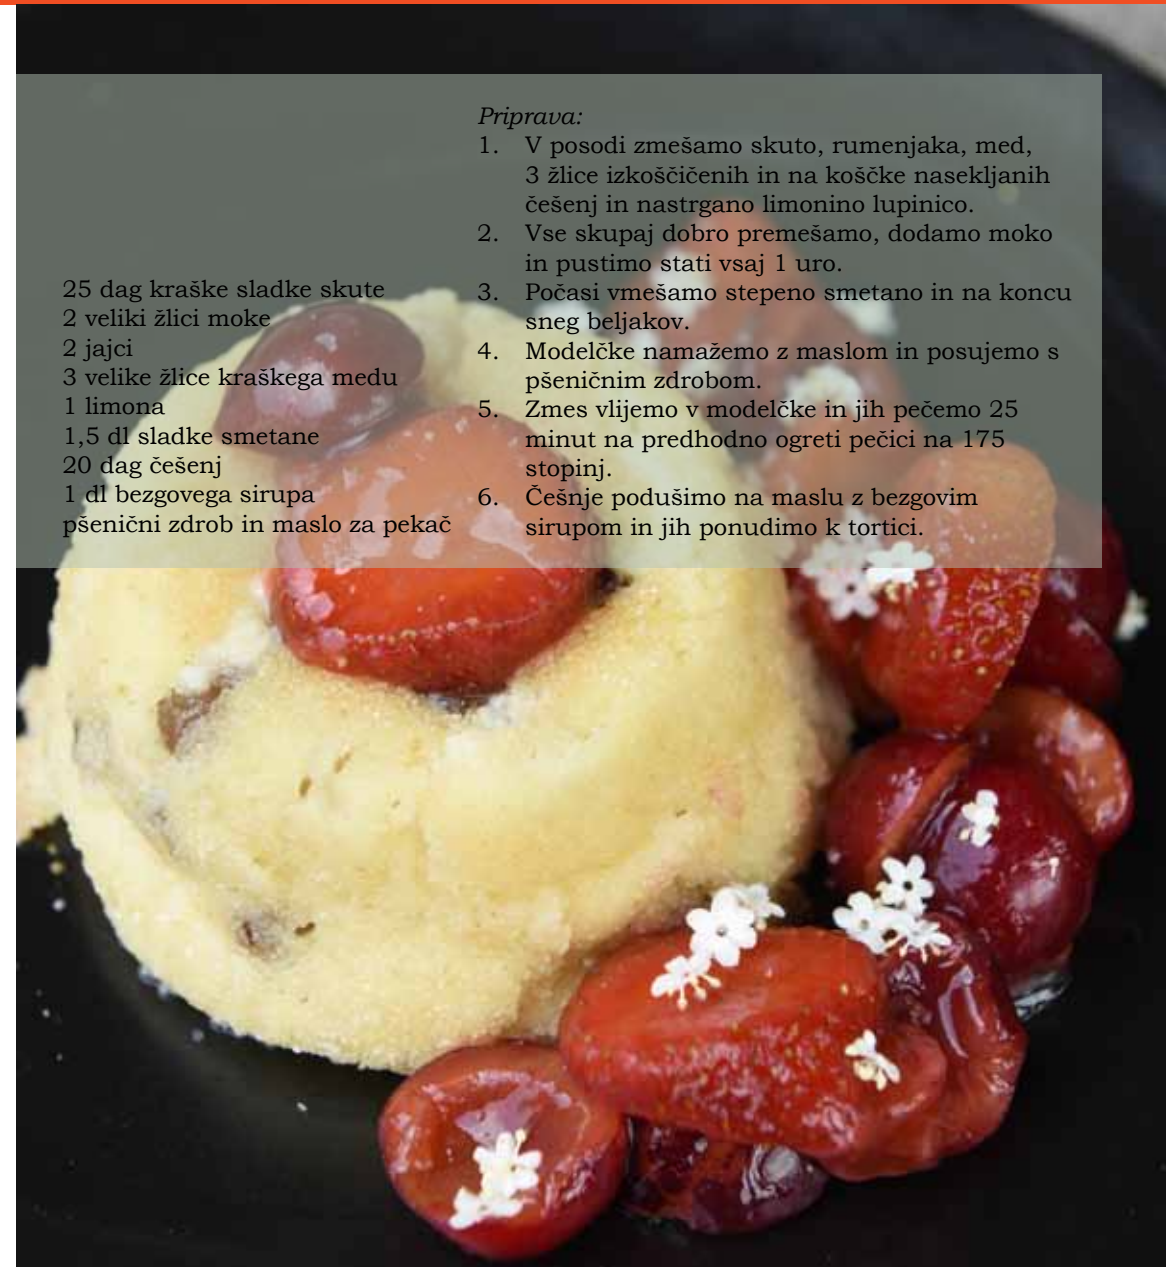 25 dag kraške sladke skute
2 veliki žlici moke
2 jajci
3 velike žlice kraškega medu
1 limona
1,5 dl sladke smetane
20 dag češenj
1 dl bezgovega sirupa
pšenični zdrob in maslo za pekač
Priprava:
1. V posodi zmešamo skuto, rumenjaka, med,
3 žlice izkoščičenih in na koščke nasekljanih
češenj in nastrgano limonino lupinico.
2. Vse skupaj dobro premešamo, dodamo moko
in pustimo stati vsaj 1 uro.
3. Počasi vmešamo stepeno smetano in na koncu
sneg beljakov.
4. Modelčke namažemo z maslom in posujemo s
pšeničnim zdrobom.
5. Zmes vlijemo v modelčke in jih pečemo 25
minut na predhodno ogreti pečici na 175
stopinj.
6. Češnje podušimo na maslu z bezgovim
sirupom in jih ponudimo k tortici.